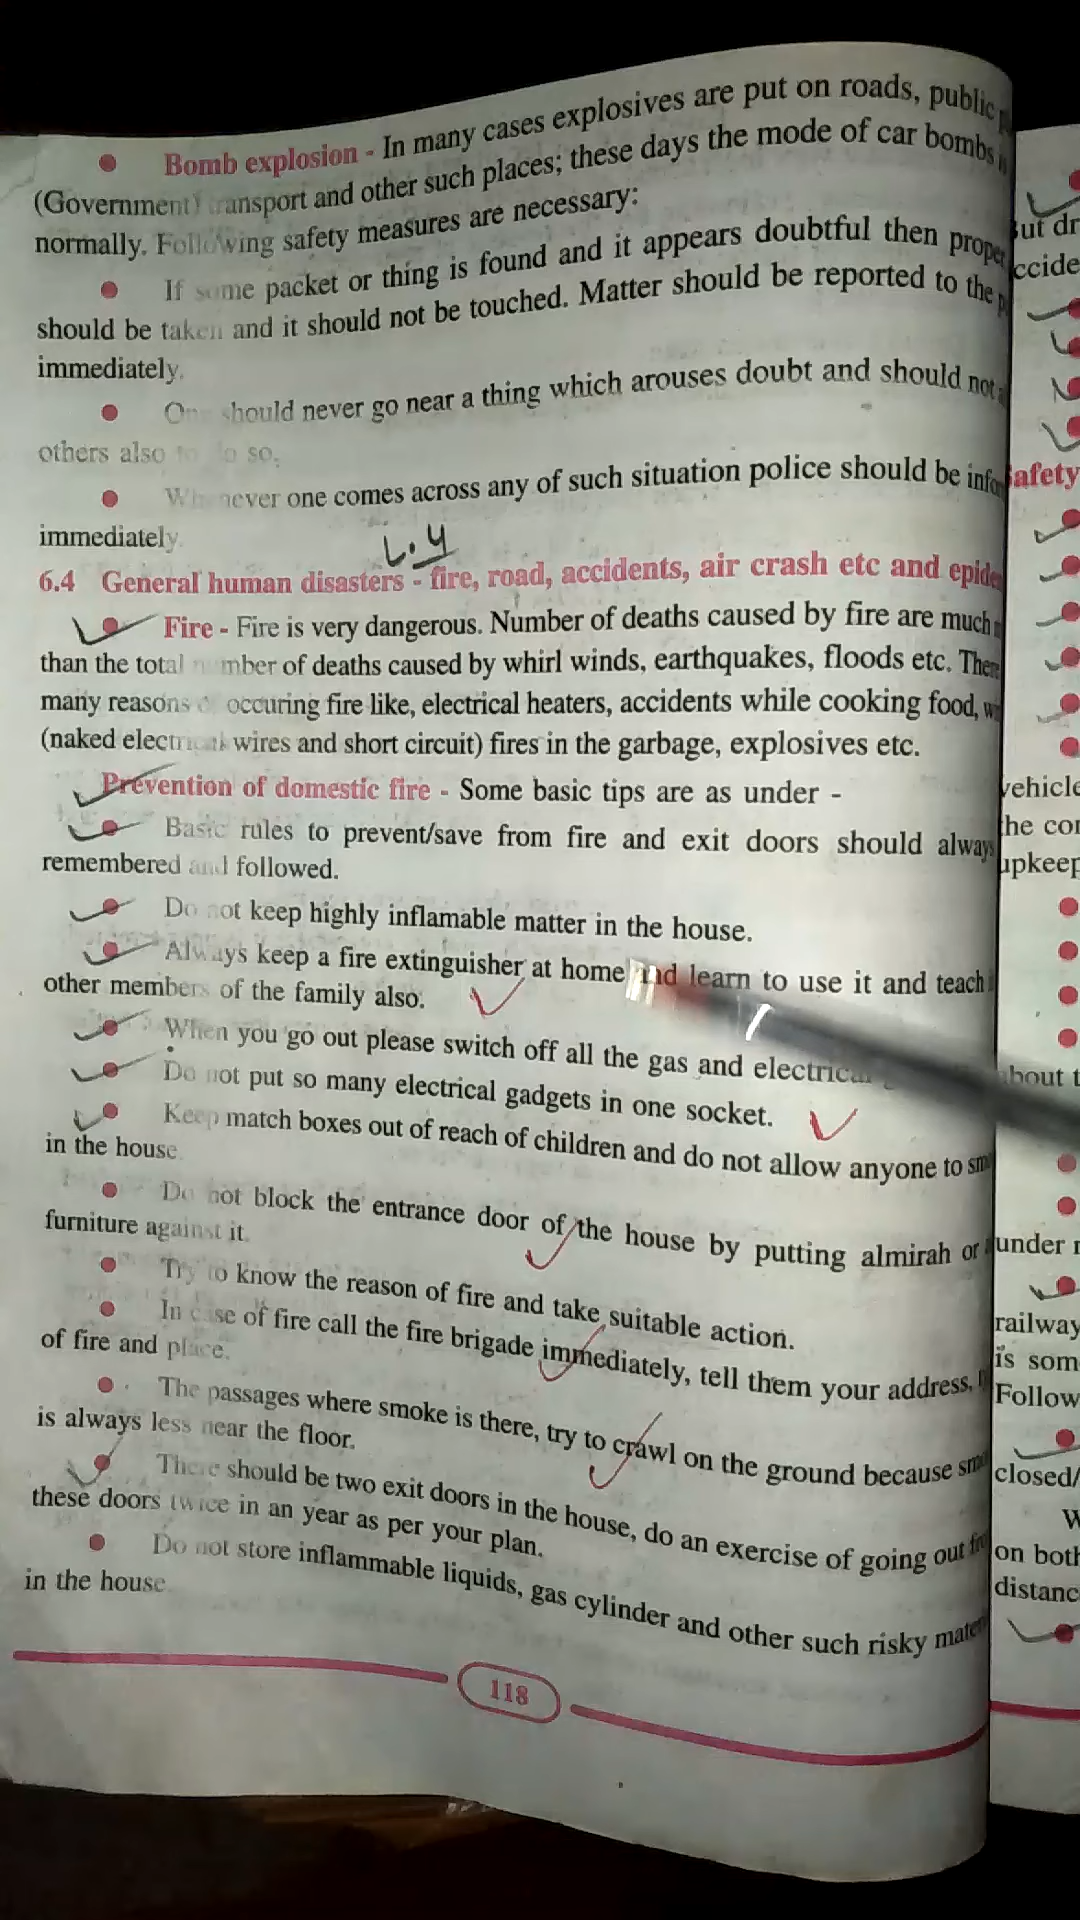 Bomb explosion - In many cases explosives are put on roads, public
(Government) transport and other such places; these days the mode of car bombs
normally. Following safety measures are necessary:
If some packet or thing is found and it appears doubtful then proper
should be taken and it should not be touched. Matter should be reported to the
immediately.
One should never go near a thing which arouses doubt and should not
others also to do so.
Whenever one comes across any of such situation police should be
immediately.
L.4
6.4 General human disasters - fire, road, accidents, air crash etc and
Fire - Fire is very dangerous. Number of deaths caused by fire are much
than the total number of deaths caused by whirl winds, earthquakes, floods etc.
many reasons of occuring fire like, electrical heaters, accidents while cooking food,
(naked electrical wires and short circuit) fires in the garbage, explosives etc.
Prevention of domestic fire - Some basic tips are as under -
Basic rules to prevent/save from fire and exit doors should always
remembered and followed.
Do not keep highly inflamable matter in the house.
Always keep a fire extinguisher at home and learn to use it and teach
other members of the family also.
When you go out please switch off all the gas and
Do not put so many electrical gadgets in one socket.
Keep match boxes out of reach of children and do not allow anyone to
in the house.
Do not block the entrance door of the house by putting almirah or
furniture against it.
Try to know the reason of fire and take suitable action.
In case of fire call the fire brigade immediately, tell them your address,
of fire and place.
The passages where smoke is there, try to crawl on the ground because
is always less near the floor.
There should be two exit doors in the house, do an exercise of going out
these doors twice in an year as per your plan.
Do not store inflammable liquids, gas cylinder and other such risky
in the house.
118
vehicle
upkeep
under
railway
is som
Follow
closed/
on both
distanc